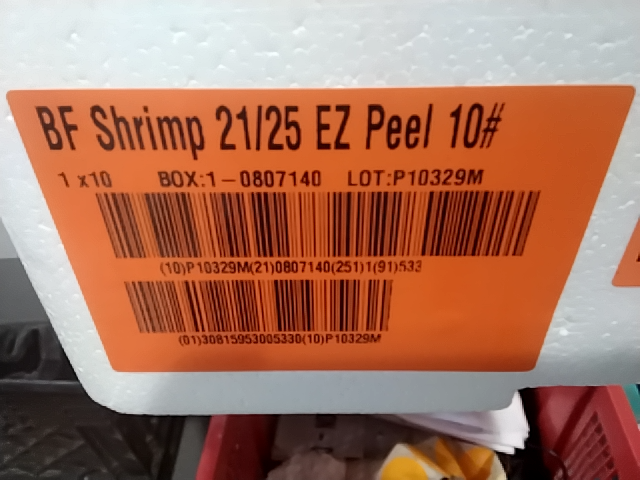 BF Shrimp 21/25 EZ Peel 10#
1 x10 BOX:1-0807140 LOT:P10329M
(10)P10329M(21)0807140(251)1(91)533
(01)30815953005330(10)P10329M